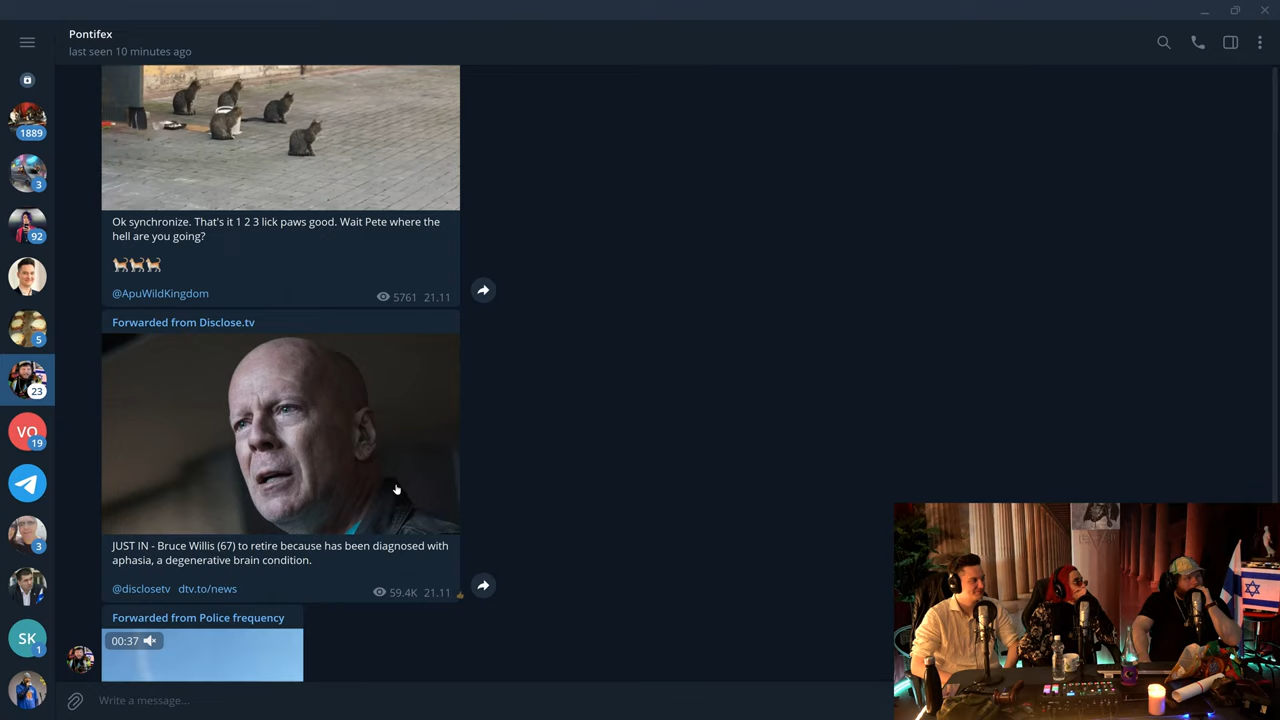 Pontifex
last seen 10 minutes ago
1889
3
92
5
23
VO
19
3
SK
1
Ok synchronize. That's it 1 2 3 lick paws good. Wait Pete where the
hell are you going?
@ApuWildKingdom
5761 21.11
Forwarded from Disclose.tv
JUST IN - Bruce Willis (67) to retire because has been diagnosed with
aphasia, a degenerative brain condition.
@disclosetv dtv.to/news
59.4K 21.11
Forwarded from Police frequency
00:37
Write a message...